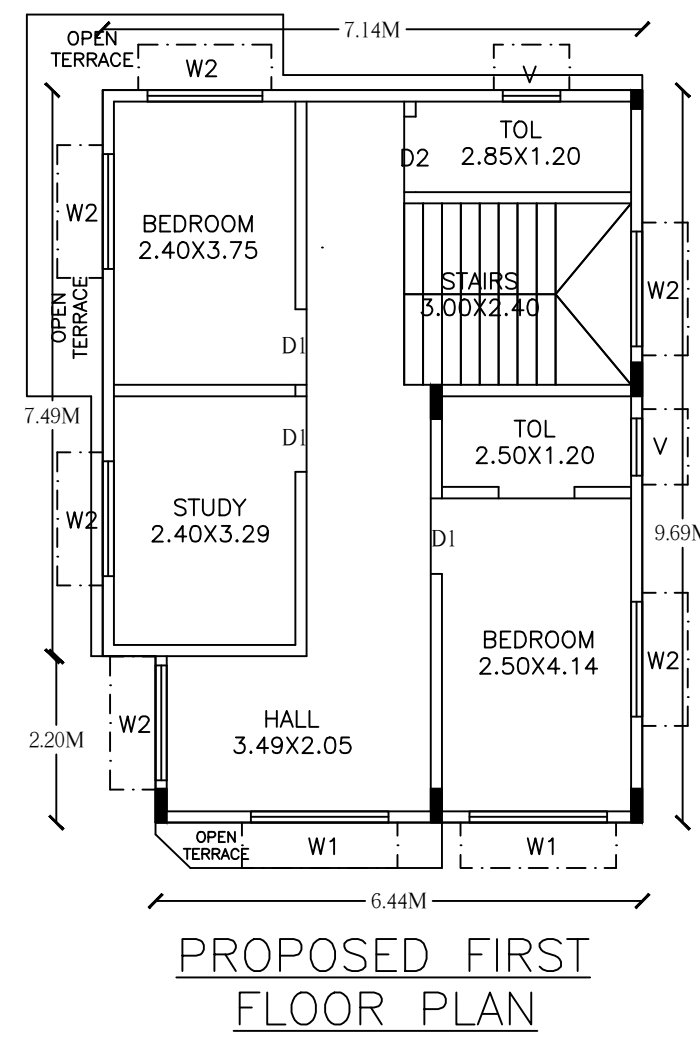 7.14M
OPEN
TERRACE
W2
V
TOL
2.85X1.20
D2
W2
BEDROOM
2.40X3.75
STAIRS
3.00X2.40
W2
OPEN
TERRACE
D1
7.49M
D1
TOL
2.50X1.20
V
W2
STUDY
2.40X3.29
D1
9.69M
BEDROOM
2.50X4.14
W2
2.20M
W2
HALL
3.49X2.05
OPEN
TERRACE
W1
W1
6.44M
PROPOSED FIRST
FLOOR PLAN